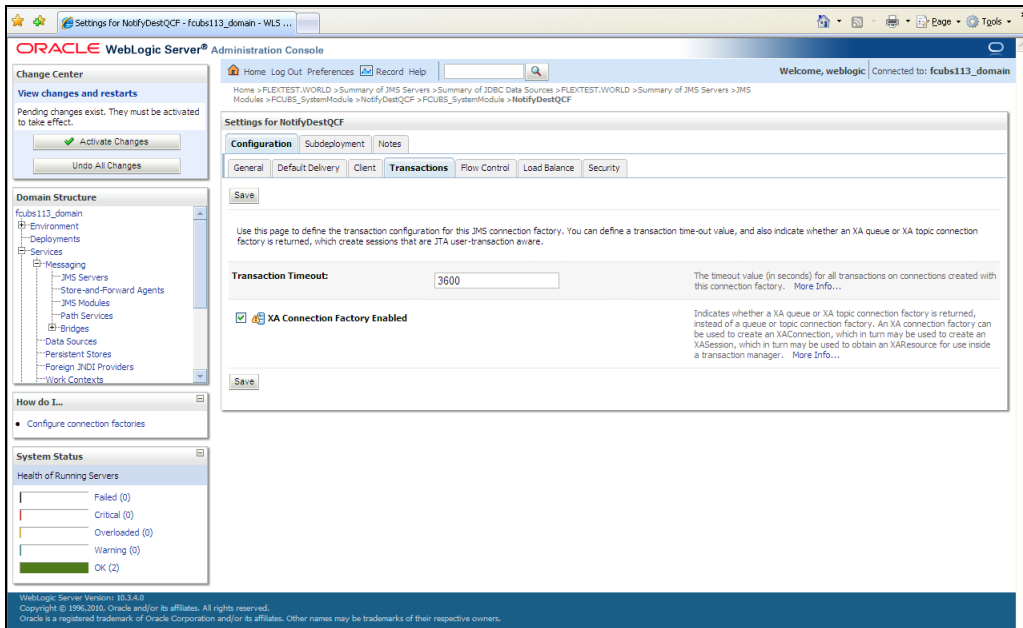 Settings for NotifyDestQCF - fcubs113_domain - WLS ...
Page
Tools
ORACLE WebLogic Server® Administration Console
Change Center
View changes and restarts
Pending changes exist. They must be activated
to take effect.
Activate Changes
Undo All Changes
Domain Structure
fcubs113_domain
Environment
Deployments
Services
Messaging
JMS Servers
Store-and-Forward Agents
JMS Modules
Path Services
Bridges
Data Sources
Persistent Stores
Foreign JNDI Providers
Work Contexts
How do I...
Configure connection factories
System Status
Health of Running Servers
Failed (0)
Critical (0)
Overloaded (0)
Warning (0)
OK (2)
Home Log Out Preferences Record Help
Welcome, weblogic Connected to: fcubs113_domain
Home >FLEXTEST.WORLD >Summary of JMS Servers >Summary of JDBC Data Sources >FLEXTEST.WORLD >Summary of JMS Servers >JMS
Modules >FCUBS_SystemModule >NotifyDestQCF >FCUBS_SystemModule >NotifyDestQCF
Settings for NotifyDestQCF
Configuration Subdeployment Notes
General Default Delivery Client Transactions Flow Control Load Balance Security
Save
Use this page to define the transaction configuration for this JMS connection factory. You can define a transaction time-out value, and also indicate whether an XA queue or XA topic connection
factory is returned, which create sessions that are JTA user-transaction aware.
Transaction Timeout:
3600
The timeout value (in seconds) for all transactions on connections created with
this connection factory. More Info...
XA Connection Factory Enabled
Indicates whether a XA queue or XA topic connection factory is returned,
instead of a queue or topic connection factory. An XA connection factory can
be used to create an XAConnection, which in turn may be used to create an
XASession, which in turn may be used to obtain an XAResource for use inside
a transaction manager. More Info...
Save
WebLogic Server Version: 10.3.4.0
Copyright © 1996,2010, Oracle and/or its affiliates. All rights reserved.
Oracle is a registered trademark of Oracle Corporation and/or its affiliates. Other names may be trademarks of their respective owners.